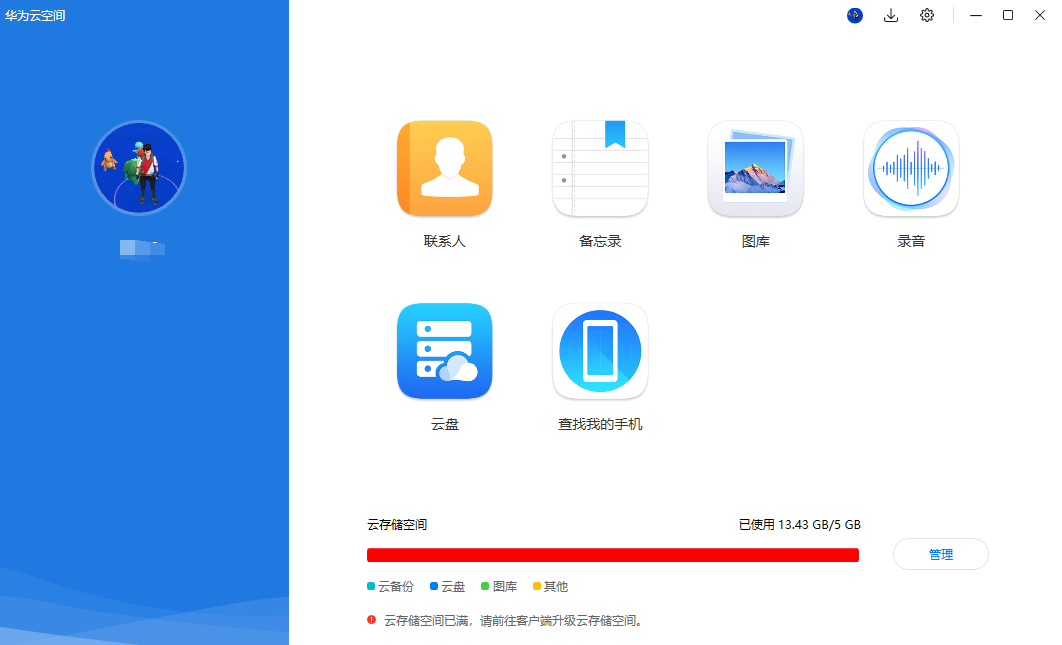 华为云空间
联系人
备忘录
图库
录音
云盘
查找我的手机
云存储空间
已使用 13.43 GB/5 GB
管理
云备份
云盘
图库
其他
云存储空间已满，请前往客户端升级云存储空间。